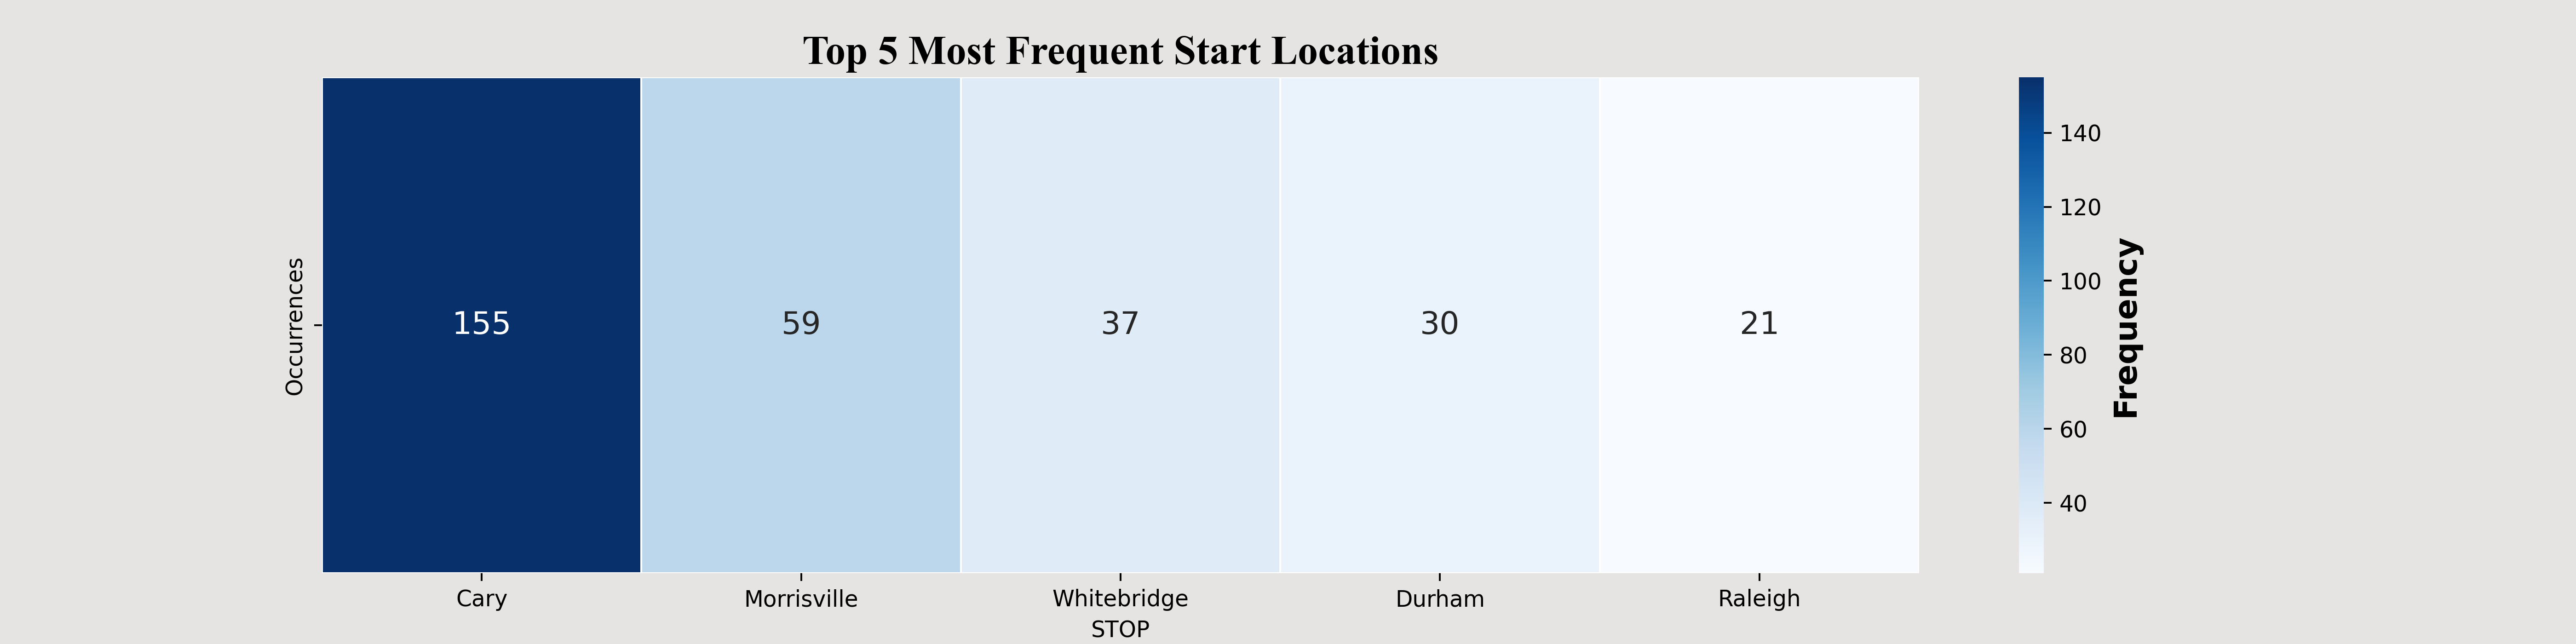 Top 5 Most Frequent Start Locations
Occurrences
155 59 37 30 21
Cary Morrisville Whitebridge Durham Raleigh
STOP
140
120
100
80
60
40
Frequency